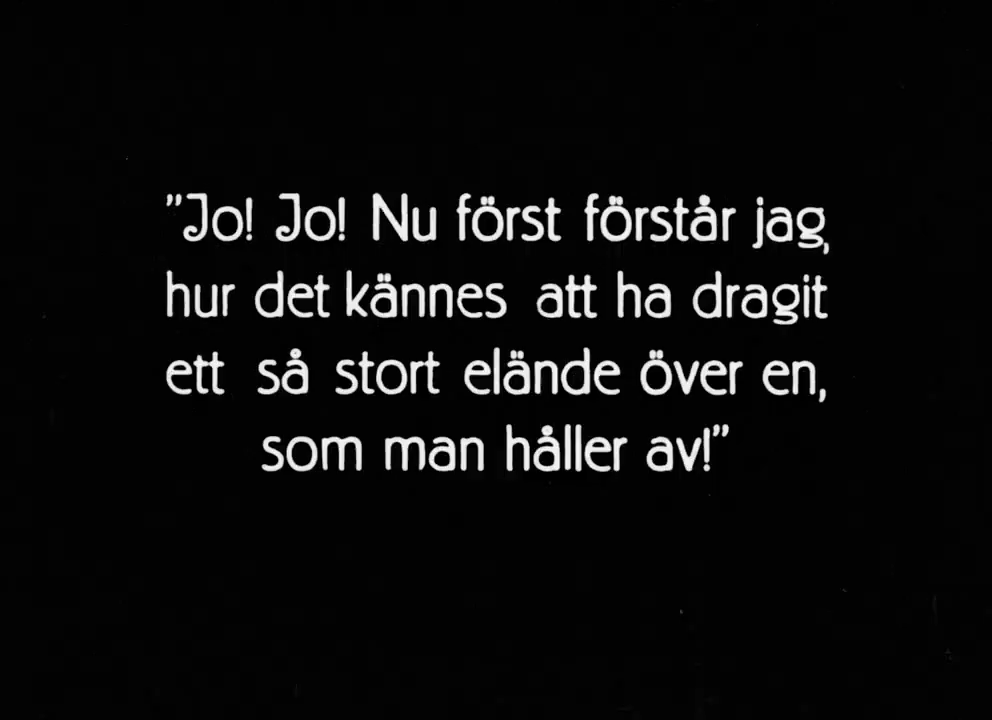 ”Jo! Jo! Nu först förstår jag,
hur det kännes att ha dragit
ett så stort elände över en,
som man håller av!”